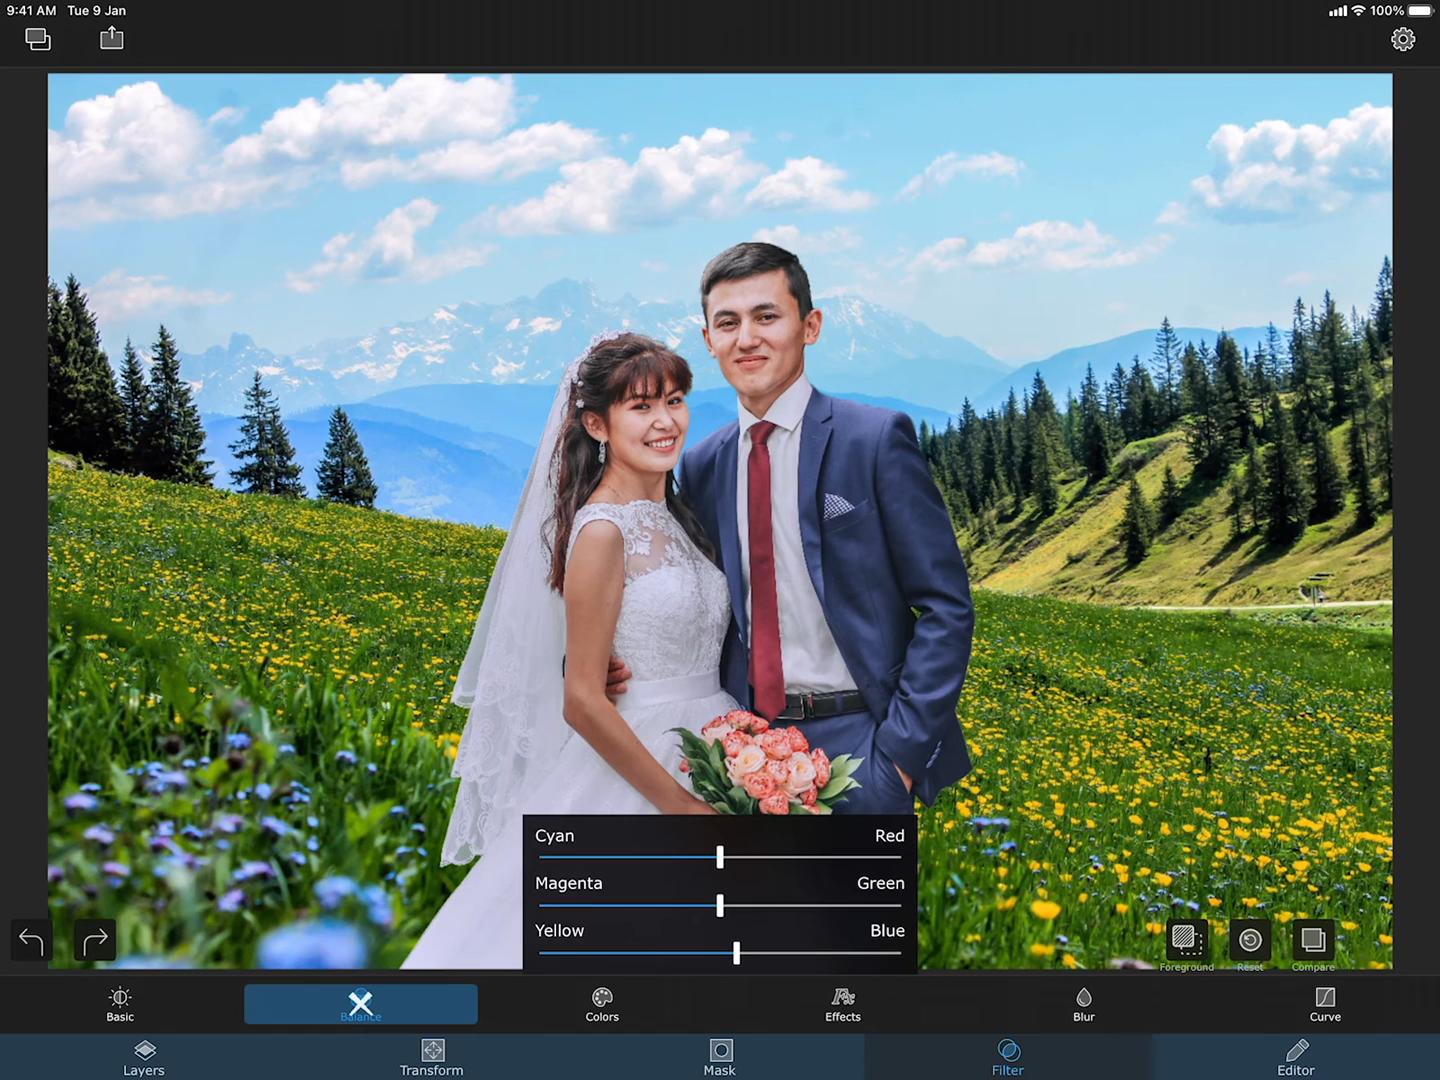 9:41 AM Tue 9 Jan
100%
Cyan Red
Magenta Green
Yellow Blue
Foreground Reset Compare
Basic Balance Colors Effects Blur Curve
Layers Transform Mask Filter Editor